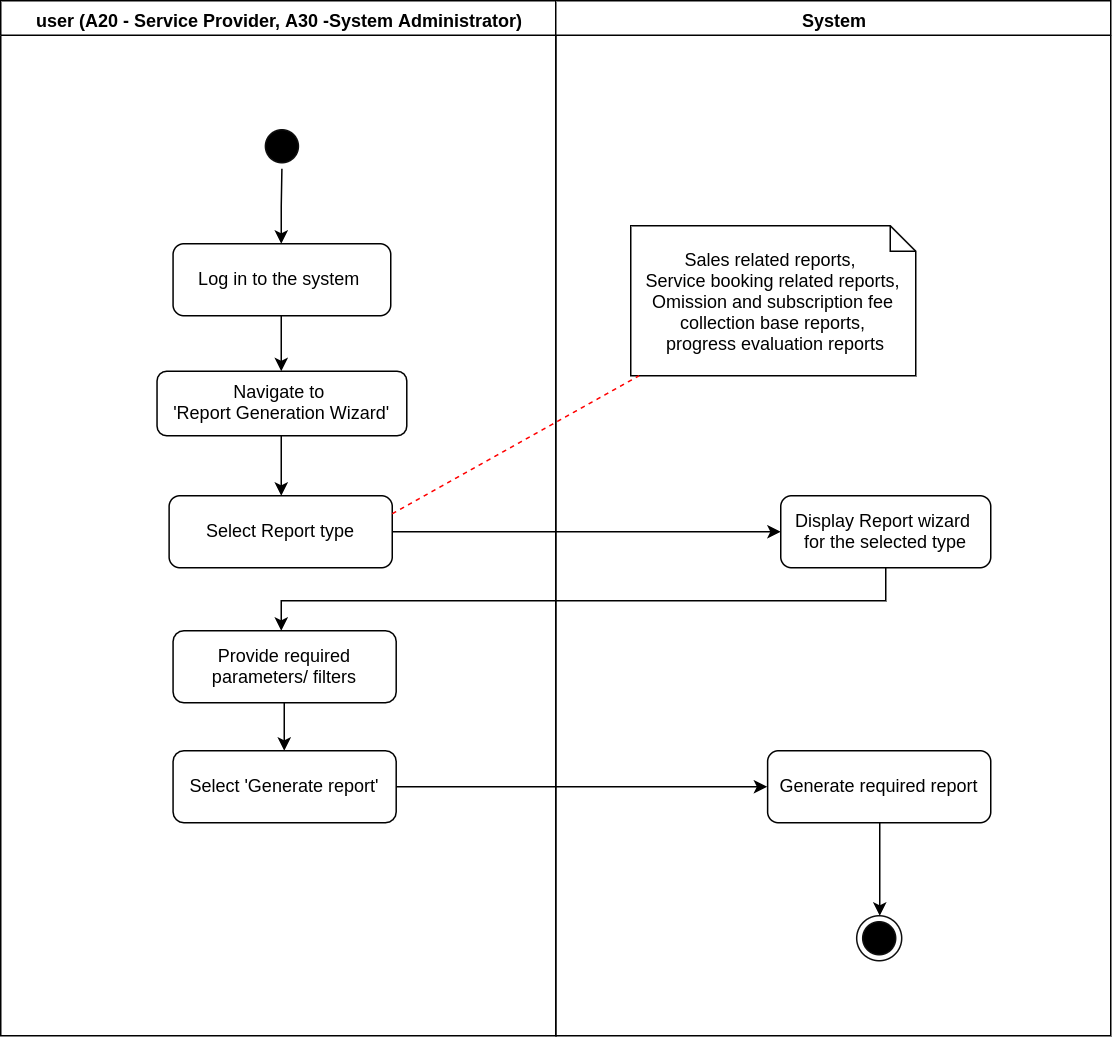 user (A20 - Service Provider, A30 -System Administrator)
System
Log in to the system
Sales related reports,
Service booking related reports,
Omission and subscription fee
collection base reports,
progress evaluation reports
Navigate to
'Report Generation Wizard'
Select Report type
Display Report wizard
for the selected type
Provide required
parameters/ filters
Select 'Generate report'
Generate required report